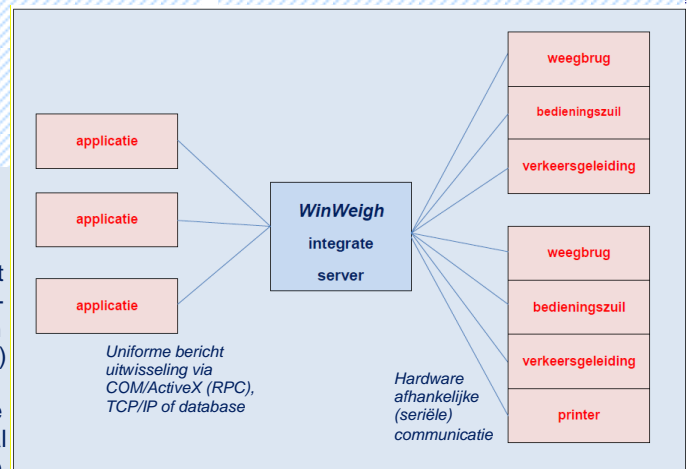 applicatie
applicatie
applicatie
Uniforme bericht
uitwisseling via
COM/ActiveX (RPC),
TCP/IP of database
WinWeigh
integrate
server
Hardware
afhankelijke
(seriële)
communicatie
weegbrug
bedieningszuil
verkeersgeleiding
weegbrug
bedieningszuil
verkeersgeleiding
printer